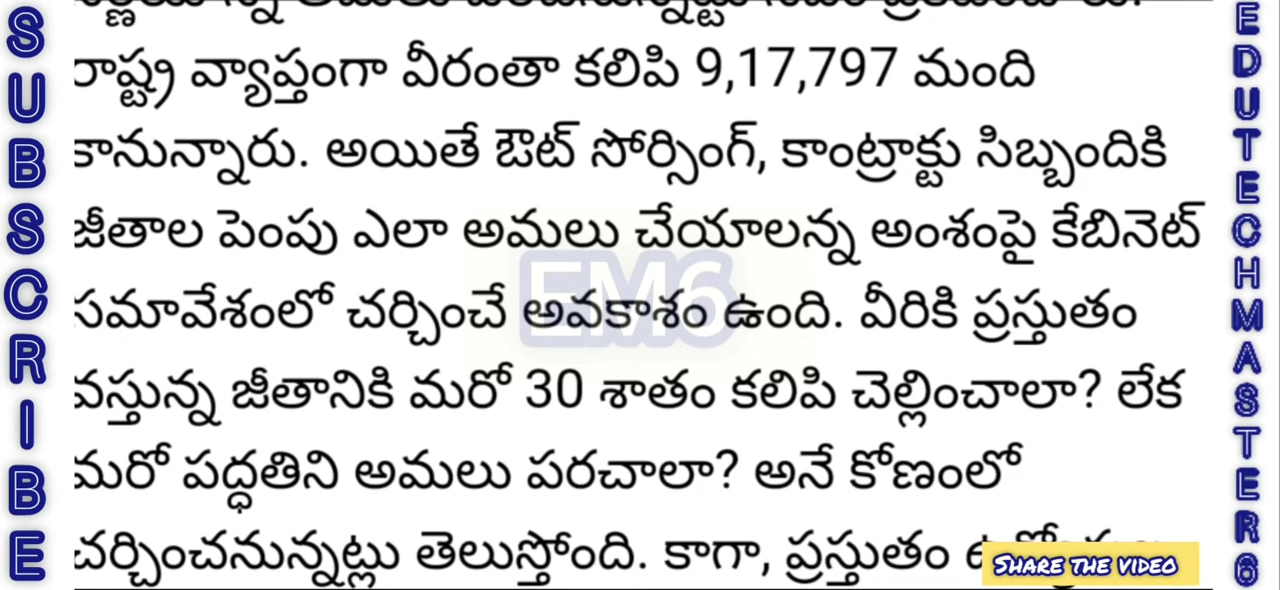 SUBSCRIBE
రాష్ట్ర వ్యాప్తంగా వీరంతా కలిపి 9,17,797 మంది
కానున్నారు. అయితే ఔట్ సోర్సింగ్, కాంట్రాక్టు సిబ్బందికి
జీతాల పెంపు ఎలా అమలు చేయాలన్న అంశంపై కేబినెట్
సమావేశంలో చర్చించే అవకాశం ఉంది. వీరికి ప్రస్తుతం
వస్తున్న జీతానికి మరో 30 శాతం కలిపి చెల్లించాలా? లేక
మరో పద్ధతిని అమలు పరచాలా? అనే కోణంలో
చర్చించనున్నట్లు తెలుస్తోంది. కాగా, ప్రస్తుతం
EM6
SHARE THE VIDEO
EDUTECHMASTER6